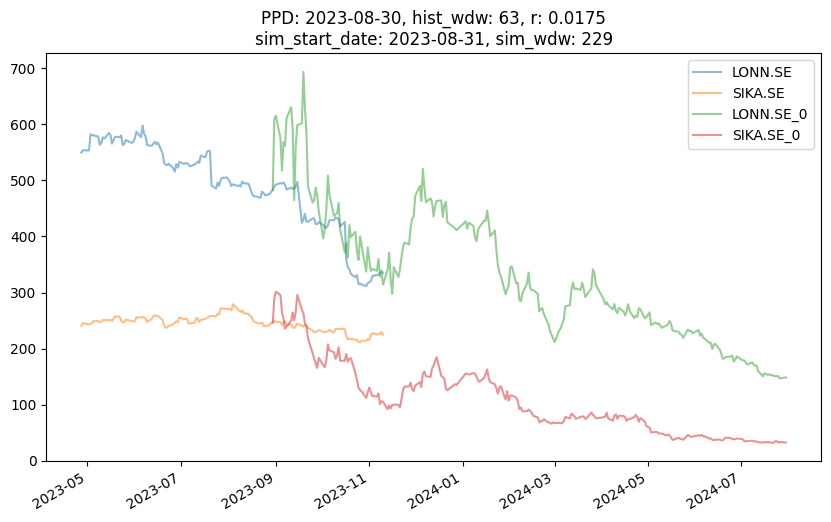 PPD: 2023-08-30, hist_wdw: 63, r: 0.0175
sim_start_date: 2023-08-31, sim_wdw: 229
700
600
500
400
300
200
100
0
LONN.SE
SIKA.SE
LONN.SE_0
SIKA.SE_0
2023-05
2023-07
2023-09
2023-11
2024-01
2024-03
2024-05
2024-07